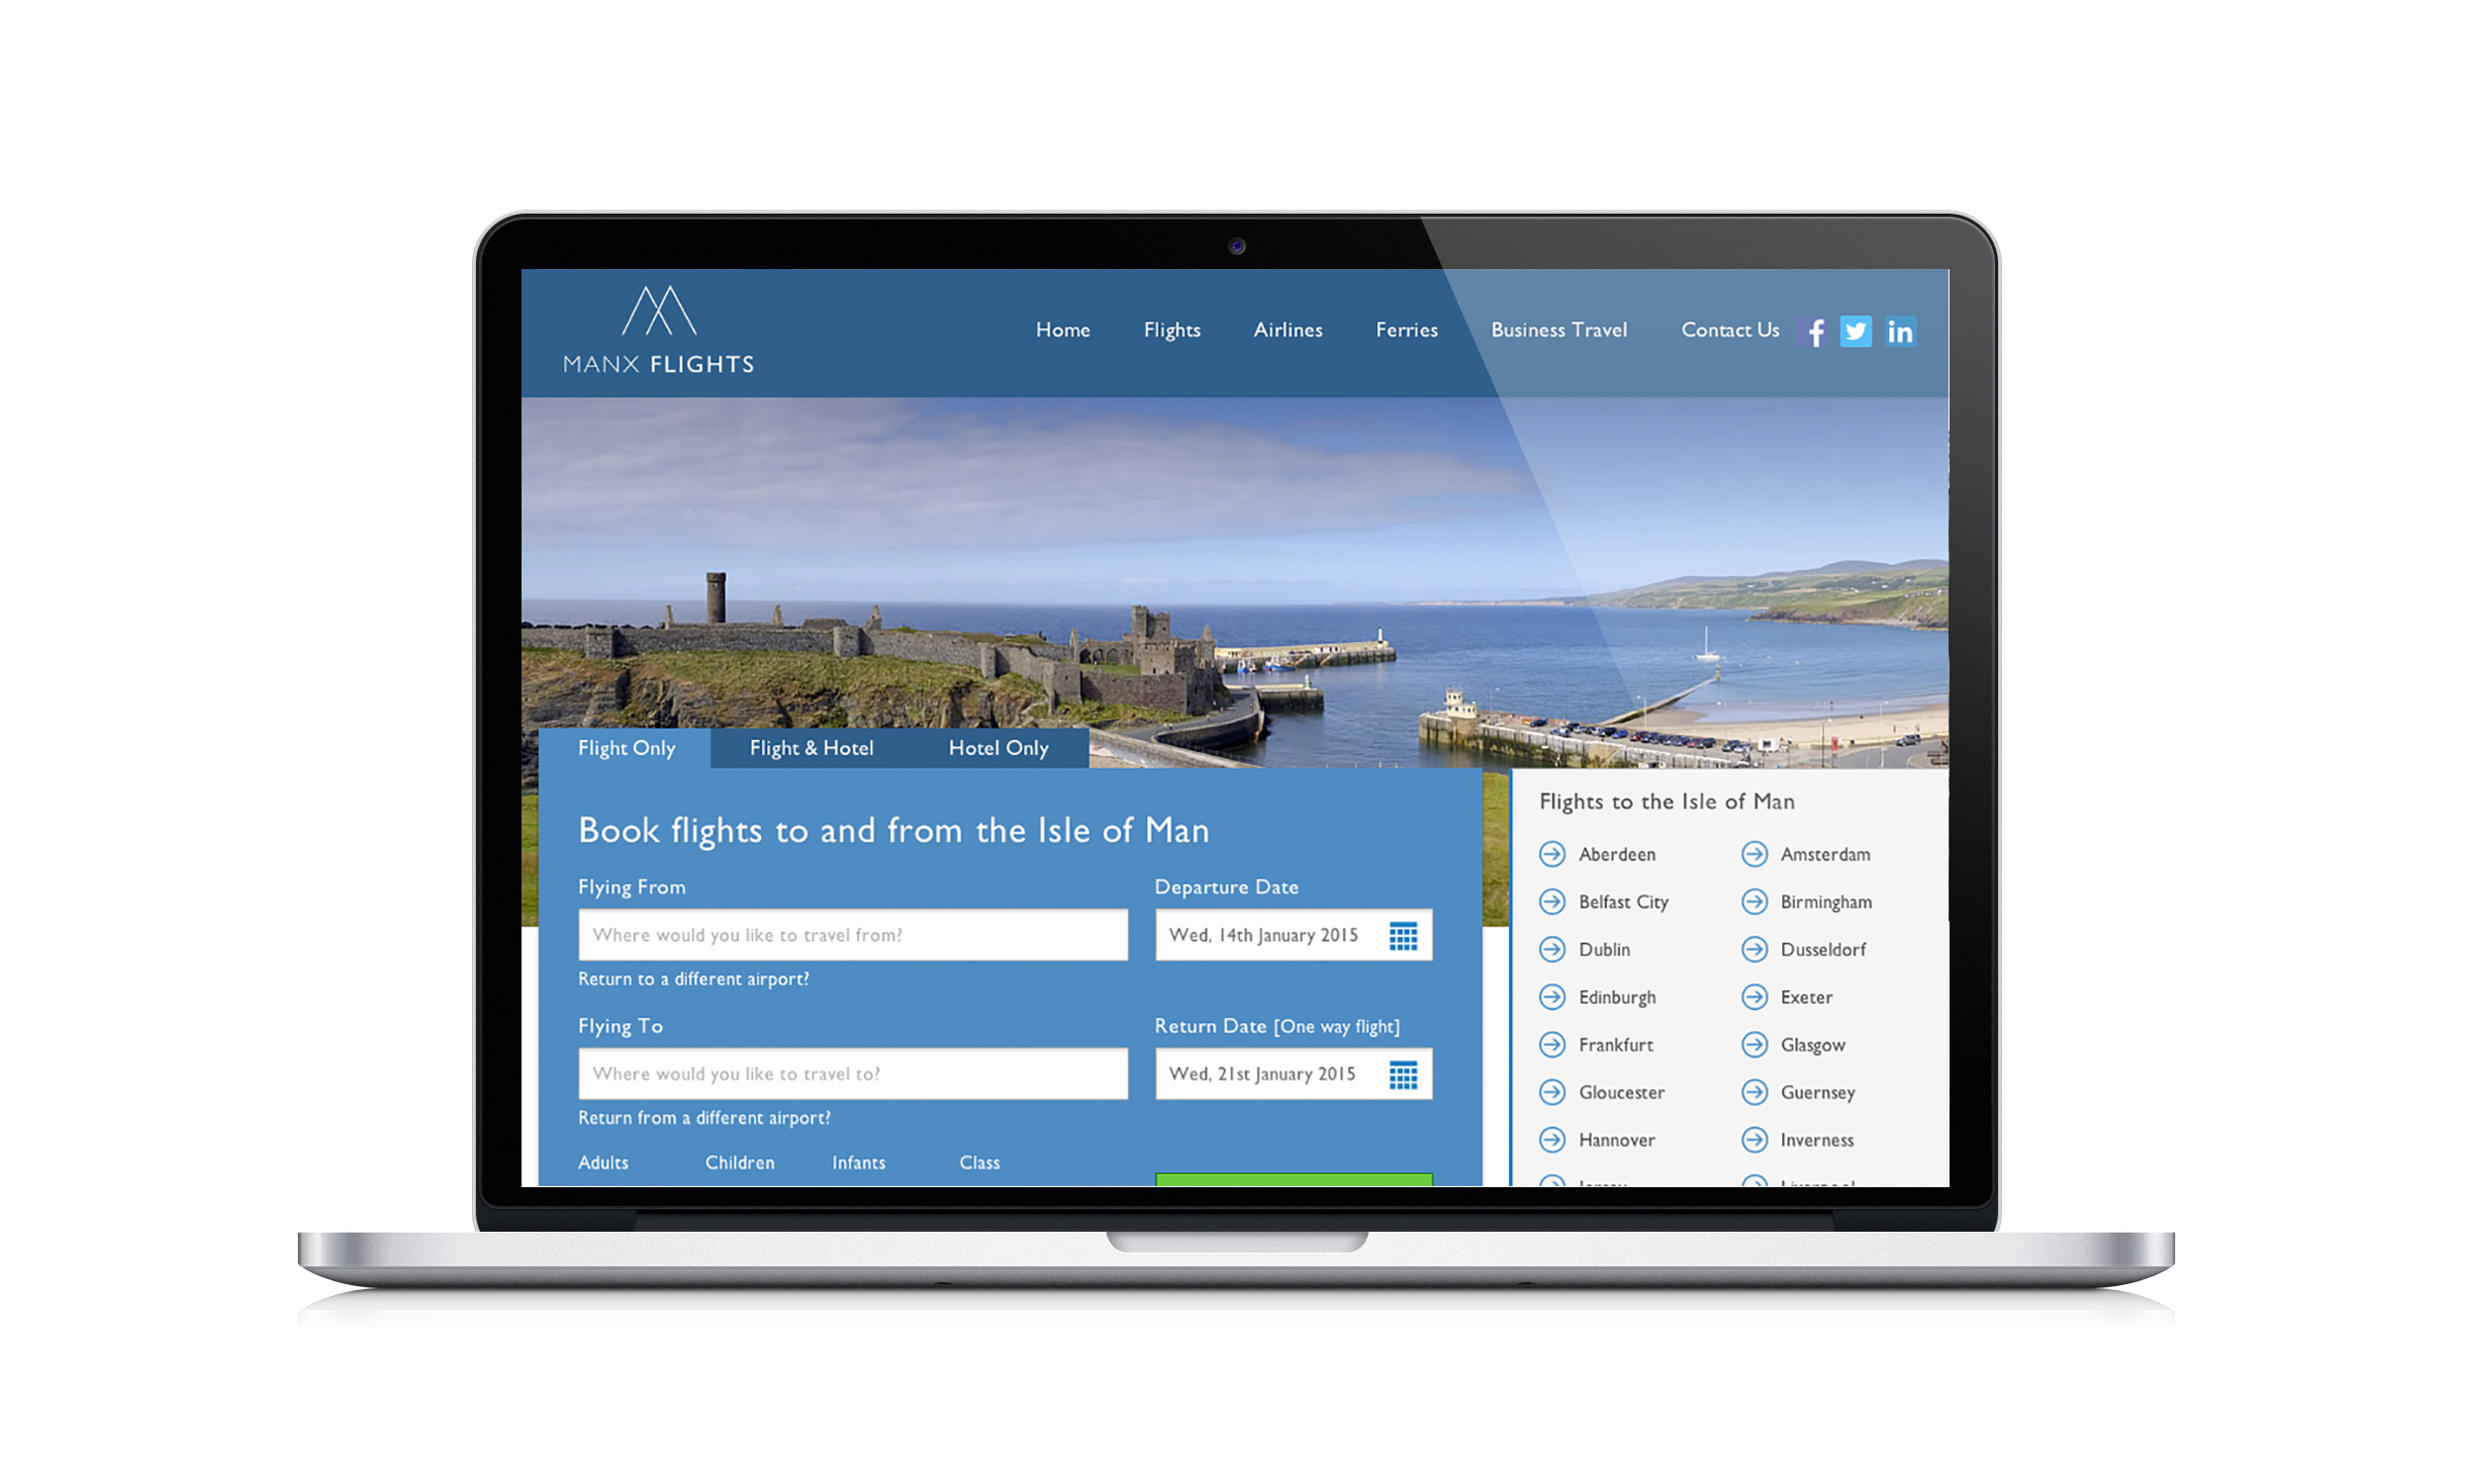 MANX FLIGHTS
Home Flights Airlines Ferries Business Travel Contact Us
Flight Only Flight & Hotel Hotel Only
Book flights to and from the Isle of Man
Flying From
Where would you like to travel from?
Return to a different airport?
Departure Date
Wed, 14th January 2015
Flying To
Where would you like to travel to?
Return from a different airport?
Return Date [One way flight]
Wed, 21st January 2015
Adults Children Infants Class
Flights to the Isle of Man
Aberdeen Amsterdam
Belfast City Birmingham
Dublin Dusseldorf
Edinburgh Exeter
Frankfurt Glasgow
Gloucester Guernsey
Hannover Inverness
Jersey Liverpool